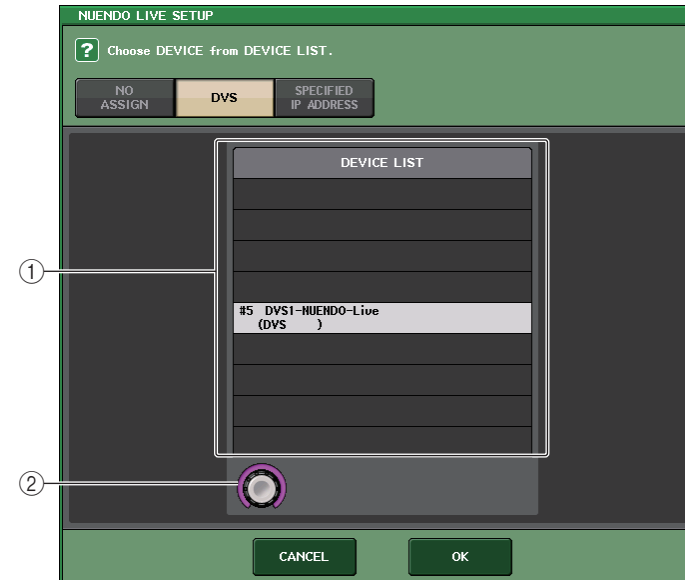 NUENDO LIVE SETUP
? Choose DEVICE from DEVICE LIST.
NO
ASSIGN
DVS
SPECIFIED
IP ADDRESS
DEVICE LIST
①
#5 DVS1-NUENDO-Live
(DVS )
②
CANCEL
OK